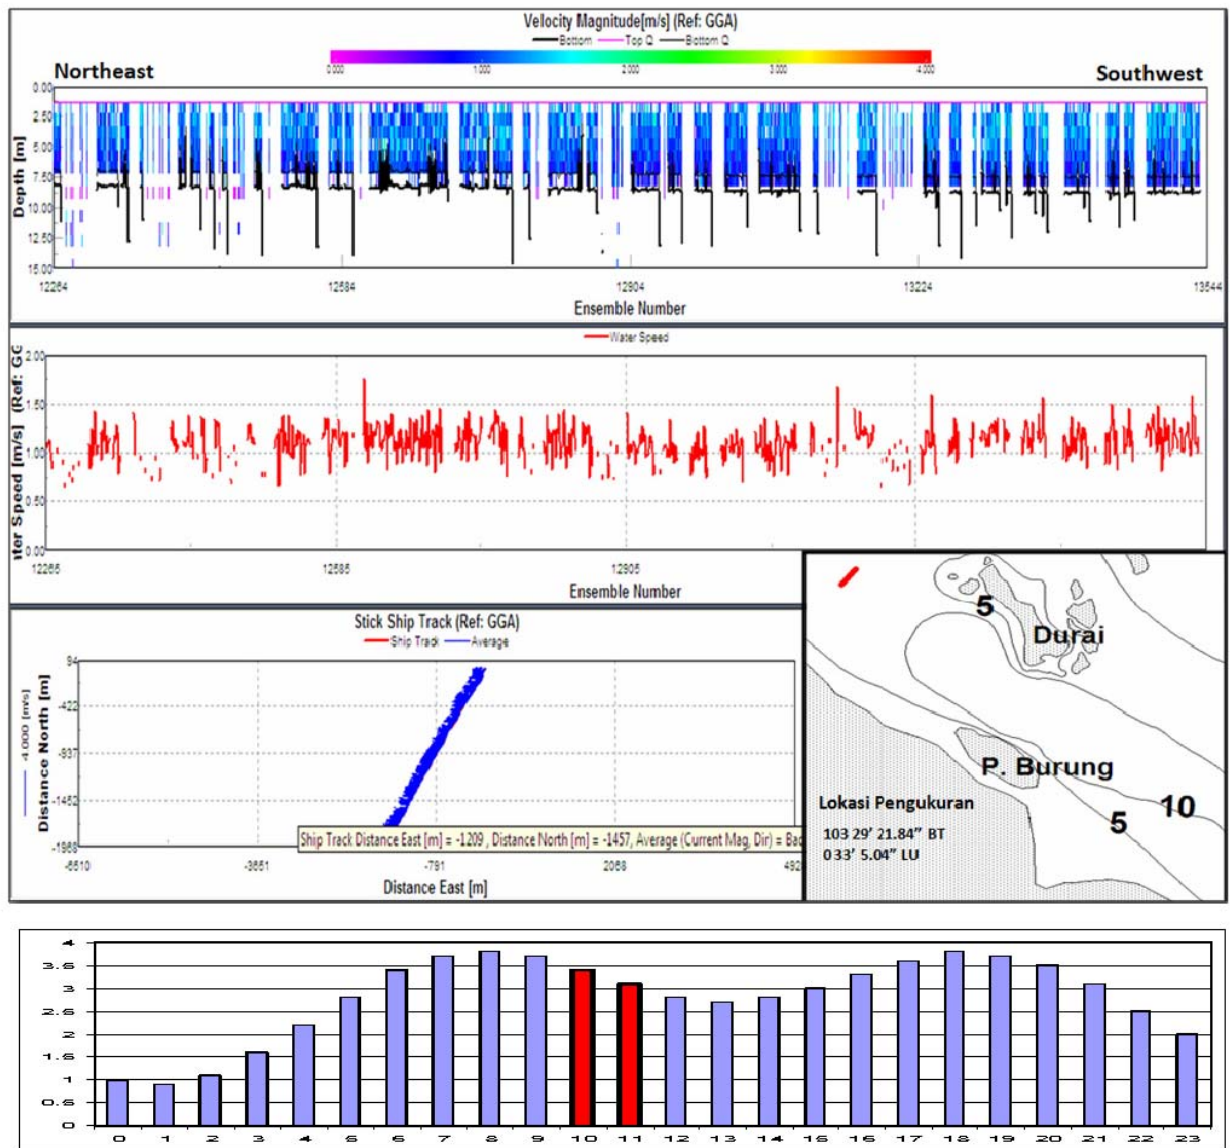 Velocity Magnitude[m/s] (Ref: GGA)
Bottom Top Q Bottom Q
0.000 1.000 2.000 3.000 4.000
Northeast Southwest
Depth [m]
0.00
2.50
5.00
7.50
10.00
12.50
15.00
12264 12584 12904 13224 13544
Ensemble Number
Water Speed
ter Speed [m/s] (Ref: GG
2.00
1.50
1.00
0.50
0.00
12265 12585 12905
Ensemble Number
Stick Ship Track (Ref: GGA)
Ship Track Average
4.000 [m/s]
Distance North [m]
94
-422
-937
-1452
-1968
Ship Track Distance East [m] = -1209 , Distance North [m] = -1457, Average (Current Mag, Dir) = Bad
-6510 -3651 -791 2068 4928
Distance East [m]
5
Durai
P. Burung
10
5
Lokasi Pengukuran
103 29' 21.84" BT
0 33' 5.04" LU
4
3.5
3
2.5
2
1.5
1
0.5
0
0 1 2 3 4 5 6 7 8 9 10 11 12 13 14 15 16 17 18 19 20 21 22 23